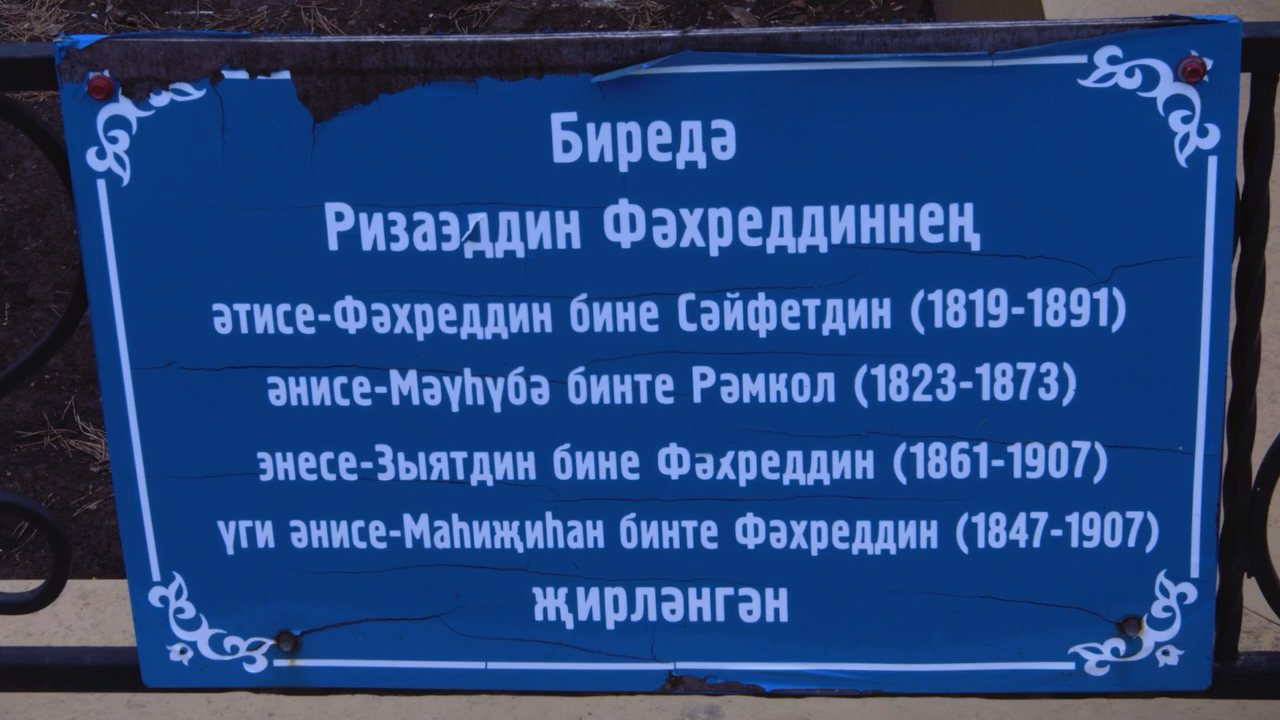 Биредә
Ризаэддин Фәхреддиннең
әтисе-Фәхреддин бине Сәйфетдин (1819-1891)
әнисе-Мәүһүбә бинте Рәмкол (1823-1873)
энесе-Зыятдин бине Фәхреддин (1861-1907)
үги әнисе-Маһиҗиһан бинте Фәхреддин (1847-1907)
җирләнгән